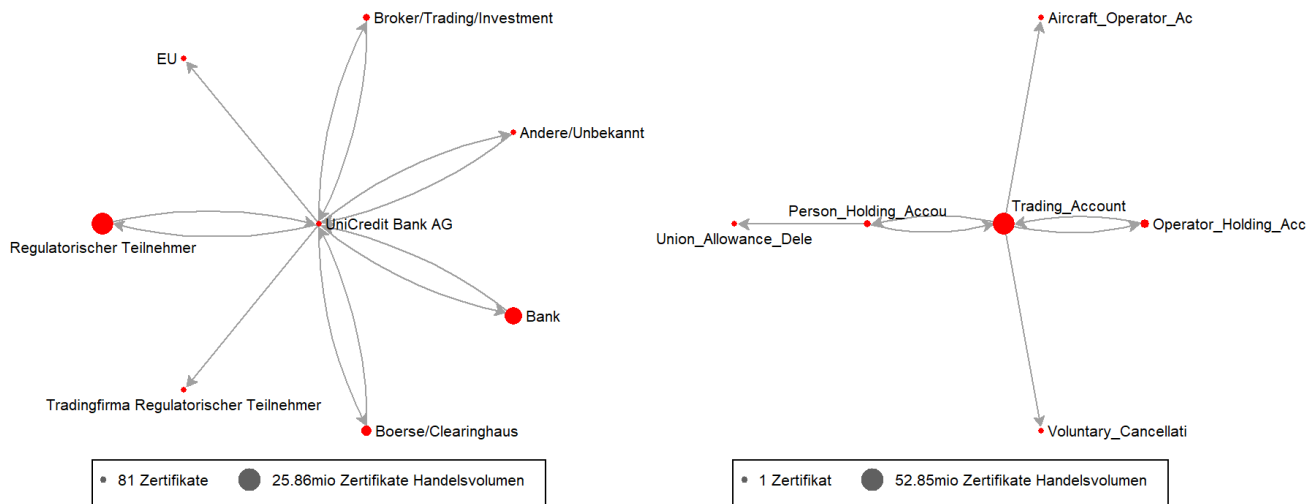 Broker/Trading/Investment
EU
Andere/Unbekannt
UniCredit Bank AG
Regulatorischer Teilnehmer
Bank
Tradingfirma Regulatorischer Teilnehmer
Boerse/Clearinghaus
81 Zertifikate 25.86mio Zertifikate Handelsvolumen
Aircraft_Operator_Ac
Person_Holding_Accou
Trading_Account
Union_Allowance_Dele
Operator_Holding_Acc
Voluntary_Cancellati
1 Zertifikat 52.85mio Zertifikate Handelsvolumen